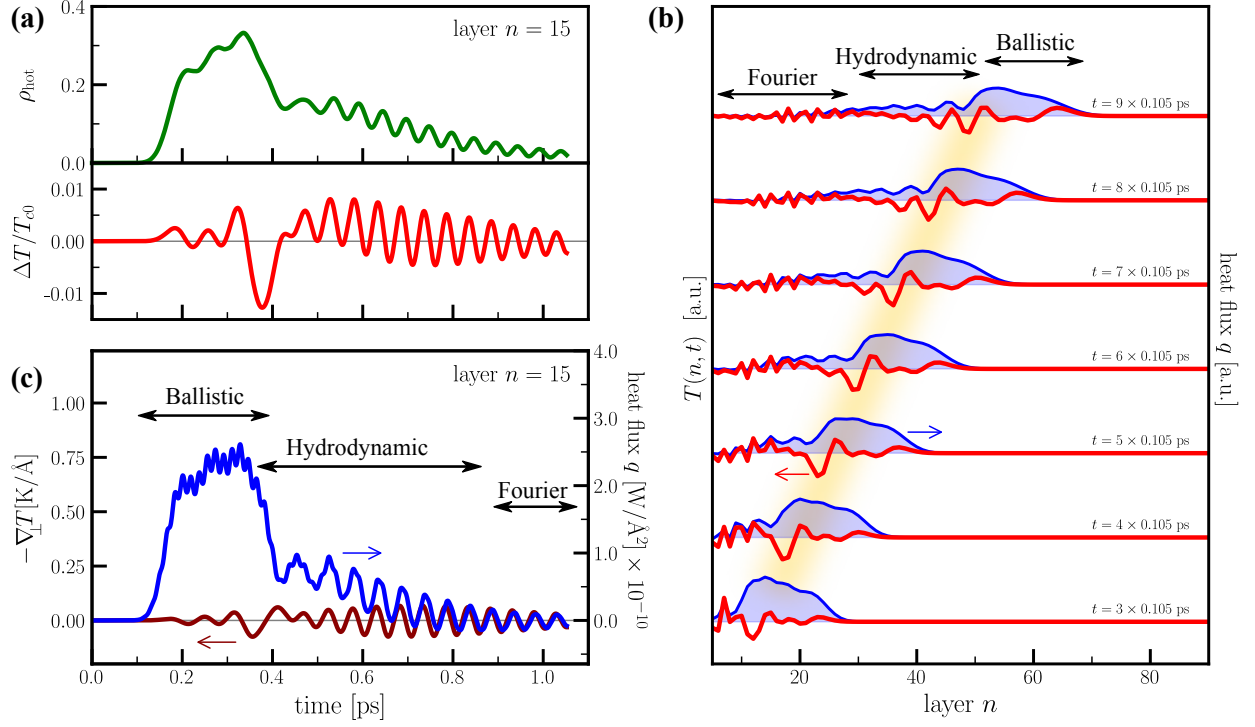 (a)
layer n = 15
0.4
0.2
0.0
ρ_hot
0.01
0.00
-0.01
ΔT/T_c0
(c)
layer n = 15
Ballistic
Hydrodynamic
Fourier
1.00
0.75
0.50
0.25
0.00
−∇⊥T[K/Å]
4.0
3.0
2.0
1.0
0.0
heat flux q [W/Å²] × 10⁻¹⁰
0.0
0.2
0.4
0.6
0.8
1.0
time [ps]
(b)
Ballistic
Hydrodynamic
Fourier
t = 9 × 0.105 ps
t = 8 × 0.105 ps
t = 7 × 0.105 ps
t = 6 × 0.105 ps
t = 5 × 0.105 ps
t = 4 × 0.105 ps
t = 3 × 0.105 ps
T(n, t) [a.u.]
heat flux q [a.u.]
20
40
60
80
layer n